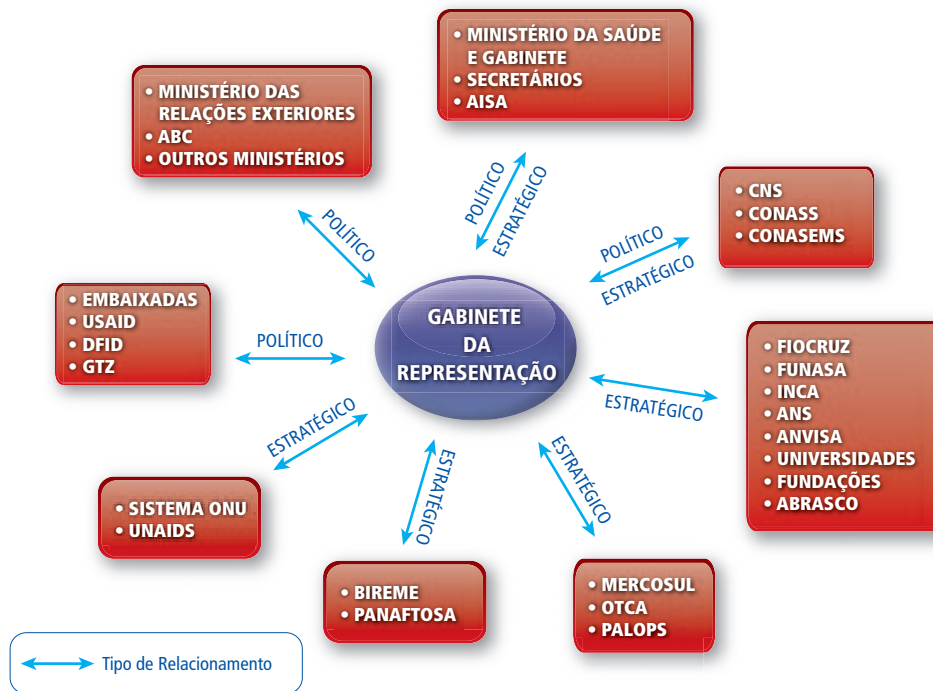 • MINISTÉRIO DA SAÚDE
E GABINETE
• SECRETÁRIOS
• AISA
• MINISTÉRIO DAS
RELAÇÕES EXTERIORES
• ABC
• OUTROS MINISTÉRIOS
POLÍTICO
ESTRATÉGICO
• CNS
• CONASS
• CONASEMS
POLÍTICO
POLÍTICO
ESTRATÉGICO
• EMBAIXADAS
• USAID
• DFID
• GTZ
POLÍTICO
GABINETE
DA
REPRESENTAÇÃO
ESTRATÉGICO
• FIOCRUZ
• FUNASA
• INCA
• ANS
• ANVISA
• UNIVERSIDADES
• FUNDAÇÕES
• ABRASCO
ESTRATÉGICO
• SISTEMA ONU
• UNAIDS
ESTRATÉGICO
• BIREME
• PANAFTOSA
ESTRATÉGICO
• MERCOSUL
• OTCA
• PALOPS
Tipo de Relacionamento